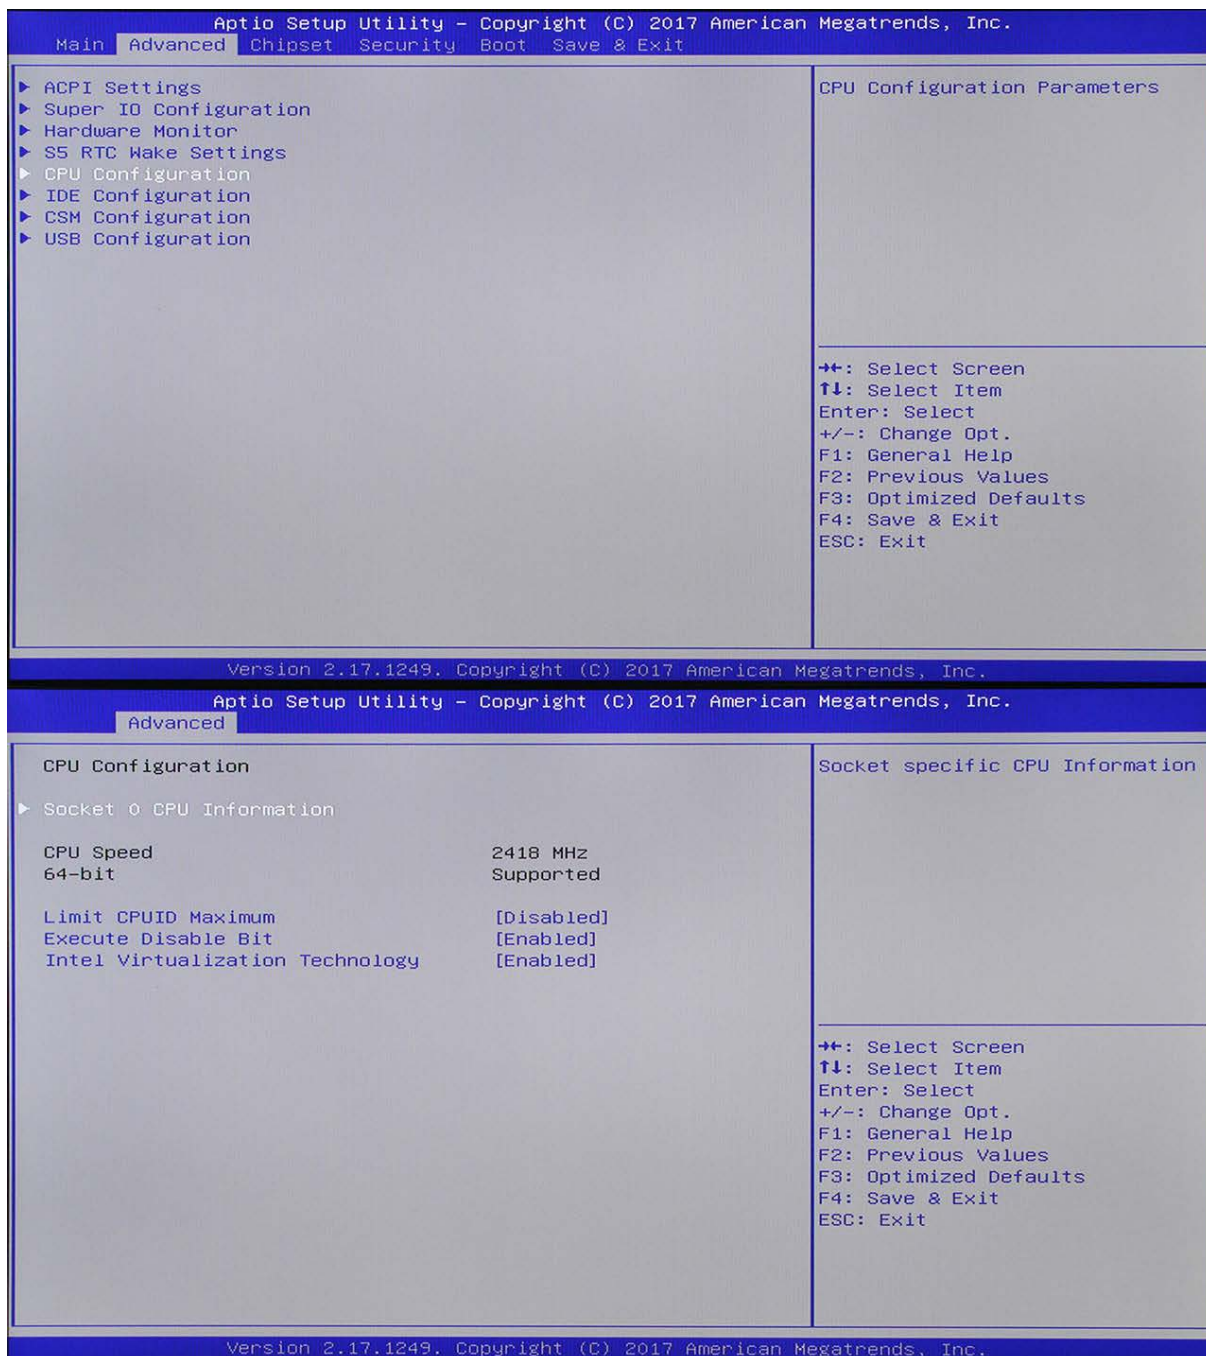 Aptio Setup Utility – Copyright (C) 2017 American Megatrends, Inc.
Main Advanced Chipset Security Boot Save & Exit
ACPI Settings
Super IO Configuration
Hardware Monitor
S5 RTC Wake Settings
CPU Configuration
IDE Configuration
CSM Configuration
USB Configuration
CPU Configuration Parameters
→←: Select Screen
↑↓: Select Item
Enter: Select
+/-: Change Opt.
F1: General Help
F2: Previous Values
F3: Optimized Defaults
F4: Save & Exit
ESC: Exit
Version 2.17.1249. Copyright (C) 2017 American Megatrends, Inc.
Aptio Setup Utility – Copyright (C) 2017 American Megatrends, Inc.
Advanced
CPU Configuration
Socket 0 CPU Information
CPU Speed 2418 MHz
64-bit Supported
Limit CPUID Maximum [Disabled]
Execute Disable Bit [Enabled]
Intel Virtualization Technology [Enabled]
Socket specific CPU Information
→←: Select Screen
↑↓: Select Item
Enter: Select
+/-: Change Opt.
F1: General Help
F2: Previous Values
F3: Optimized Defaults
F4: Save & Exit
ESC: Exit
Version 2.17.1249. Copyright (C) 2017 American Megatrends, Inc.